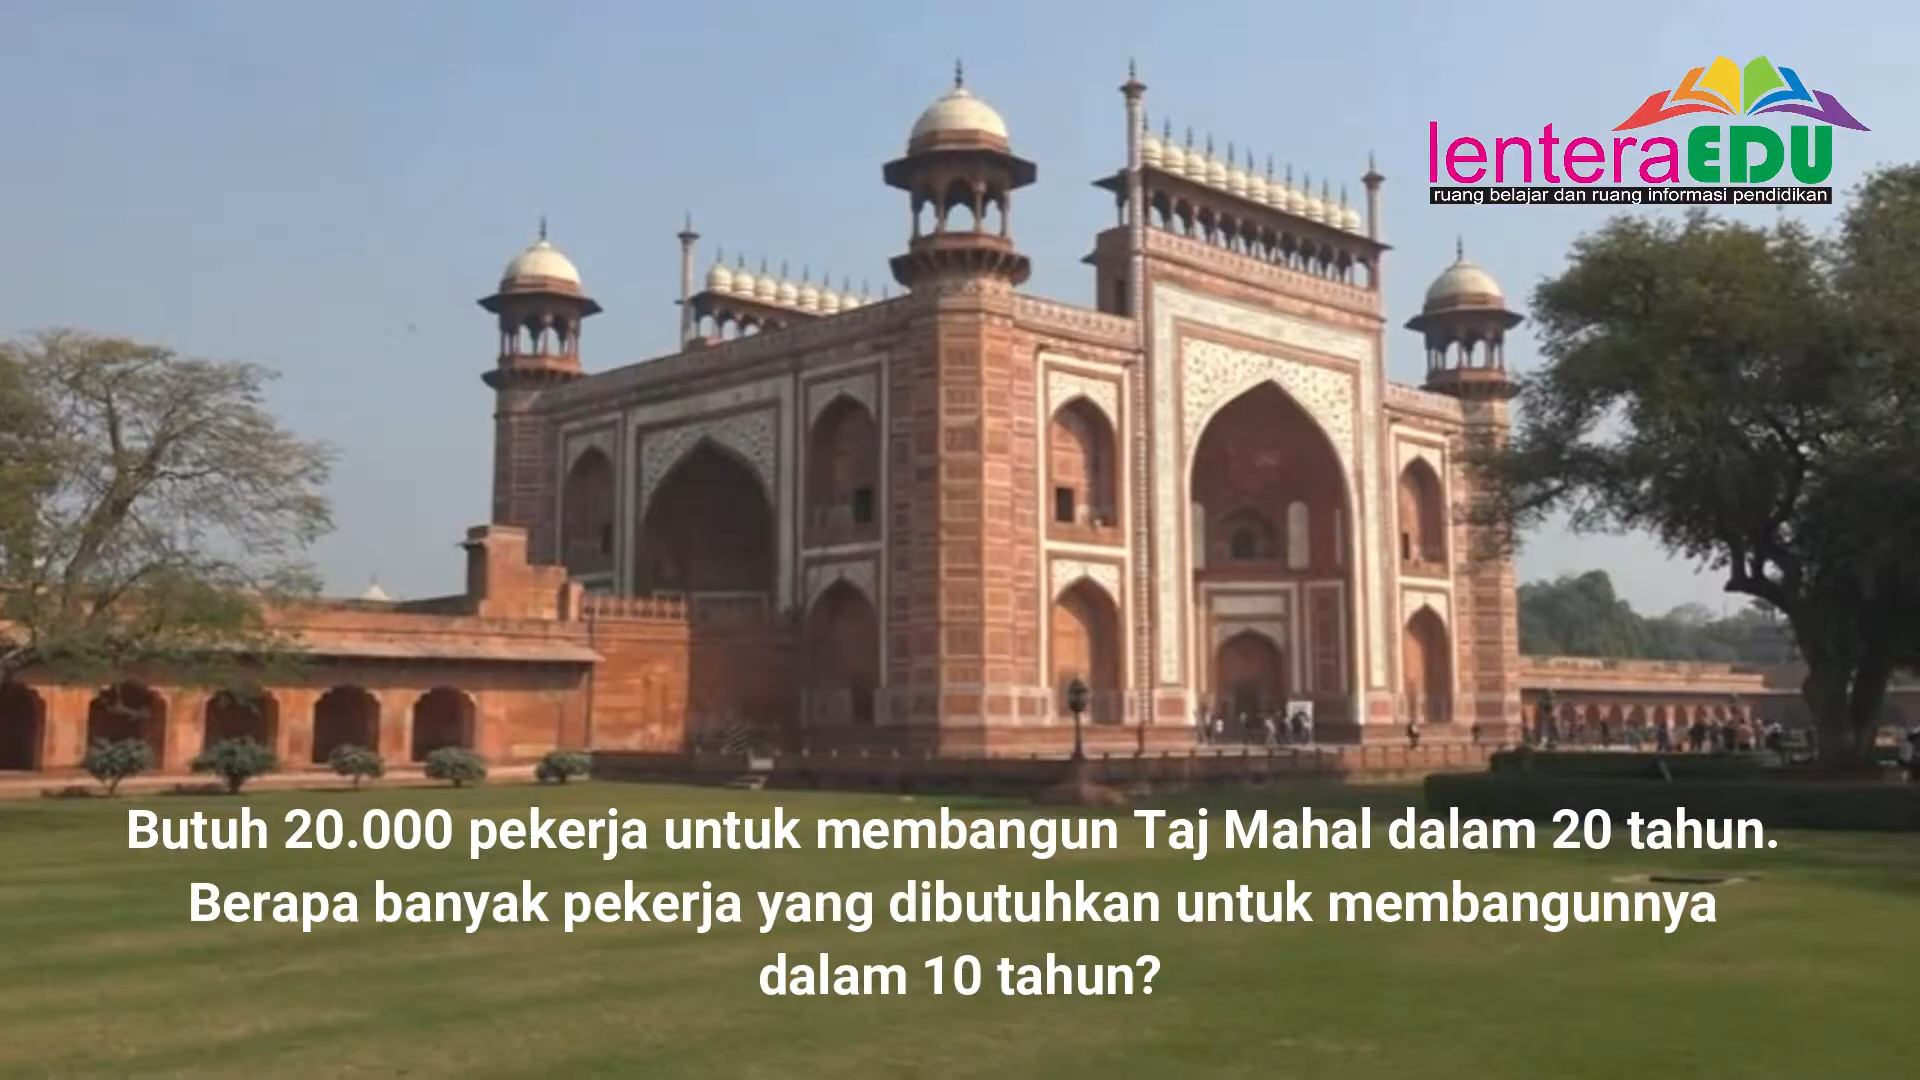 lenteraEDU
ruang belajar dan ruang informasi pendidikan
Butuh 20.000 pekerja untuk membangun Taj Mahal dalam 20 tahun.
Berapa banyak pekerja yang dibutuhkan untuk membangunnya
dalam 10 tahun?